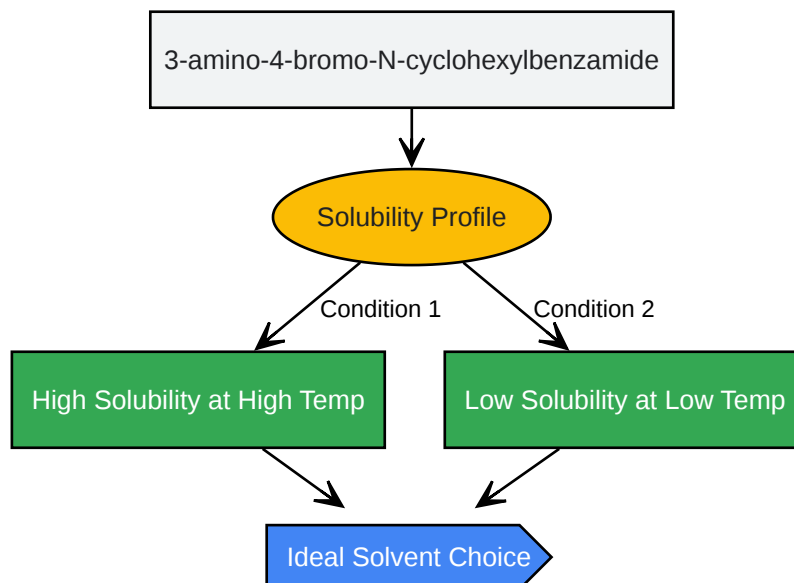 3-amino-4-bromo-N-cyclohexylbenzamide
Solubility Profile
Condition 1
Condition 2
High Solubility at High Temp
Low Solubility at Low Temp
Ideal Solvent Choice